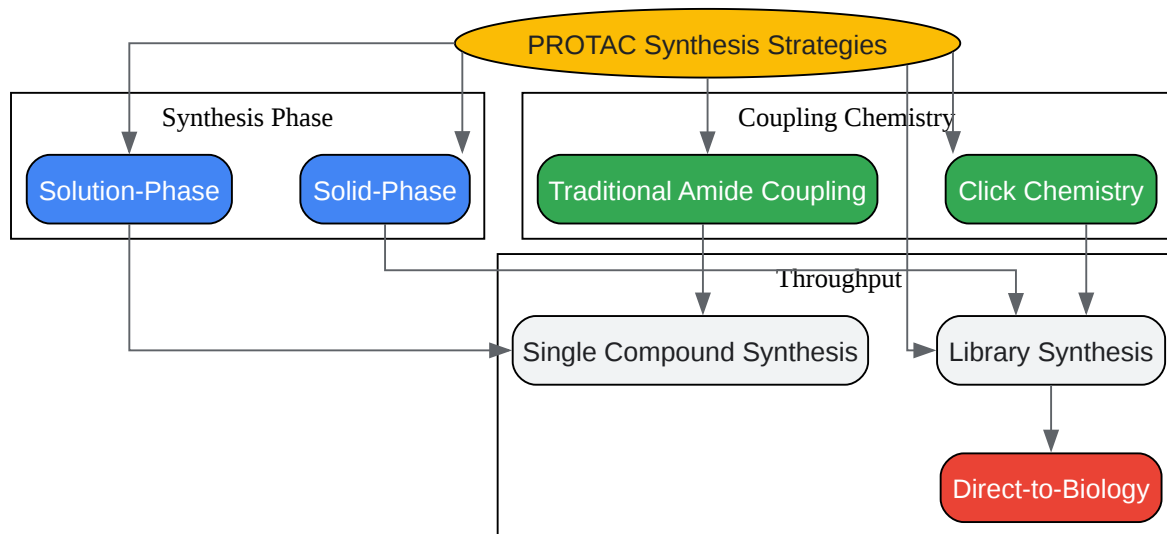 PROTAC Synthesis Strategies
Synthesis Phase
Coupling Chemistry
Solution-Phase
Solid-Phase
Traditional Amide Coupling
Click Chemistry
Throughput
Single Compound Synthesis
Library Synthesis
Direct-to-Biology